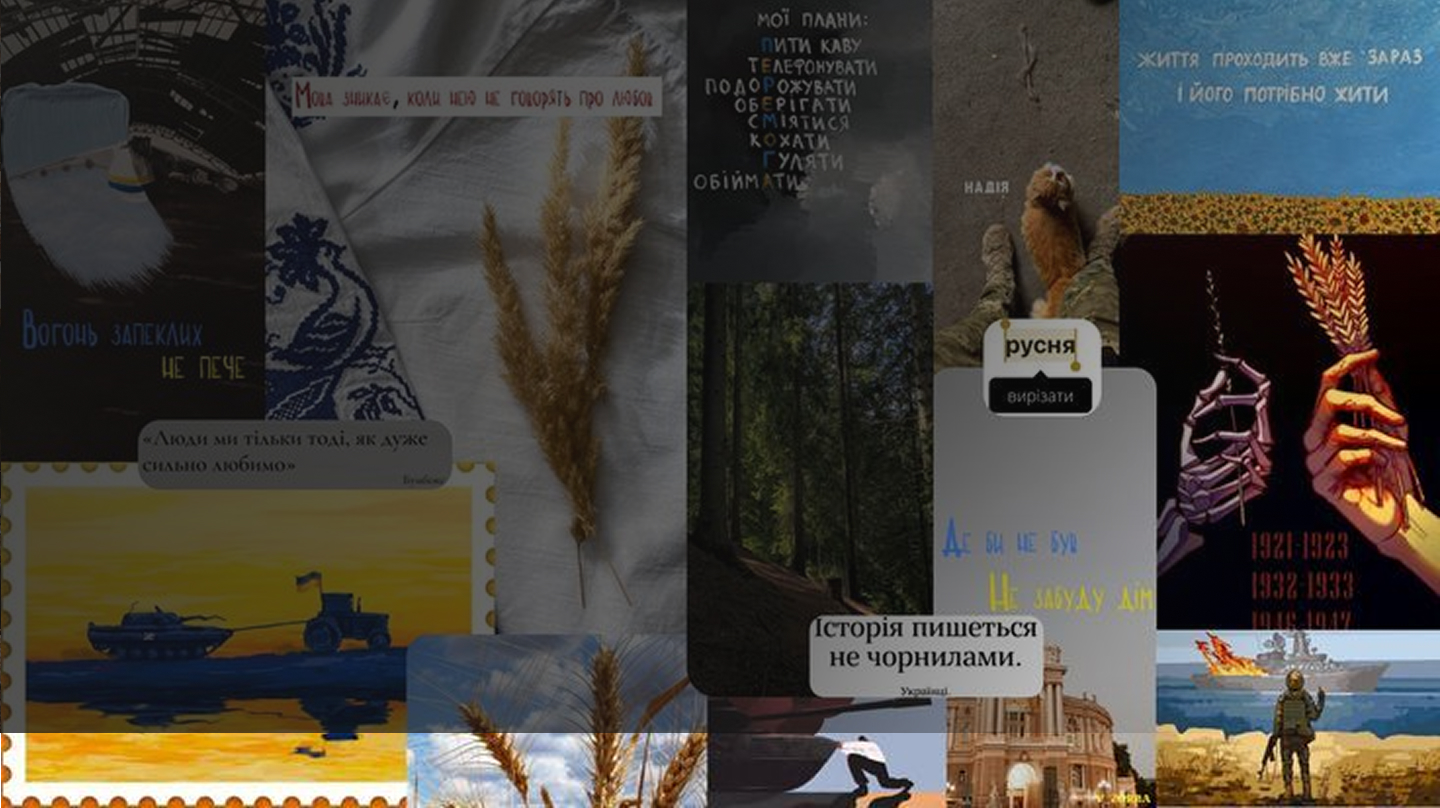 МОЇ ПЛАНИ:
ПИТИ КАВУ
ТЕЛЕФОНУВАТИ
ПОДОРОЖУВАТИ
ОБЕРІГАТИ
СМІЯТИСЯ
КОХАТИ
ГУЛЯТИ
ОБІЙМАТИ
ЖИТТЯ ПРОХОДИТЬ ВЖЕ ЗАРАЗ
І ЙОГО ПОТРІБНО ЖИТИ
Мова зникає, коли нею не говорять про любов
НАДІЯ
Вогонь запеклих
не пече
русня
вирізати
«Люди ми тільки тоді, як дуже
сильно любимо»
Де би не був
Не забуду дім
1921-1923
1932-1933
1946-1947
Історія пишеться
не чорнилами.
Українці